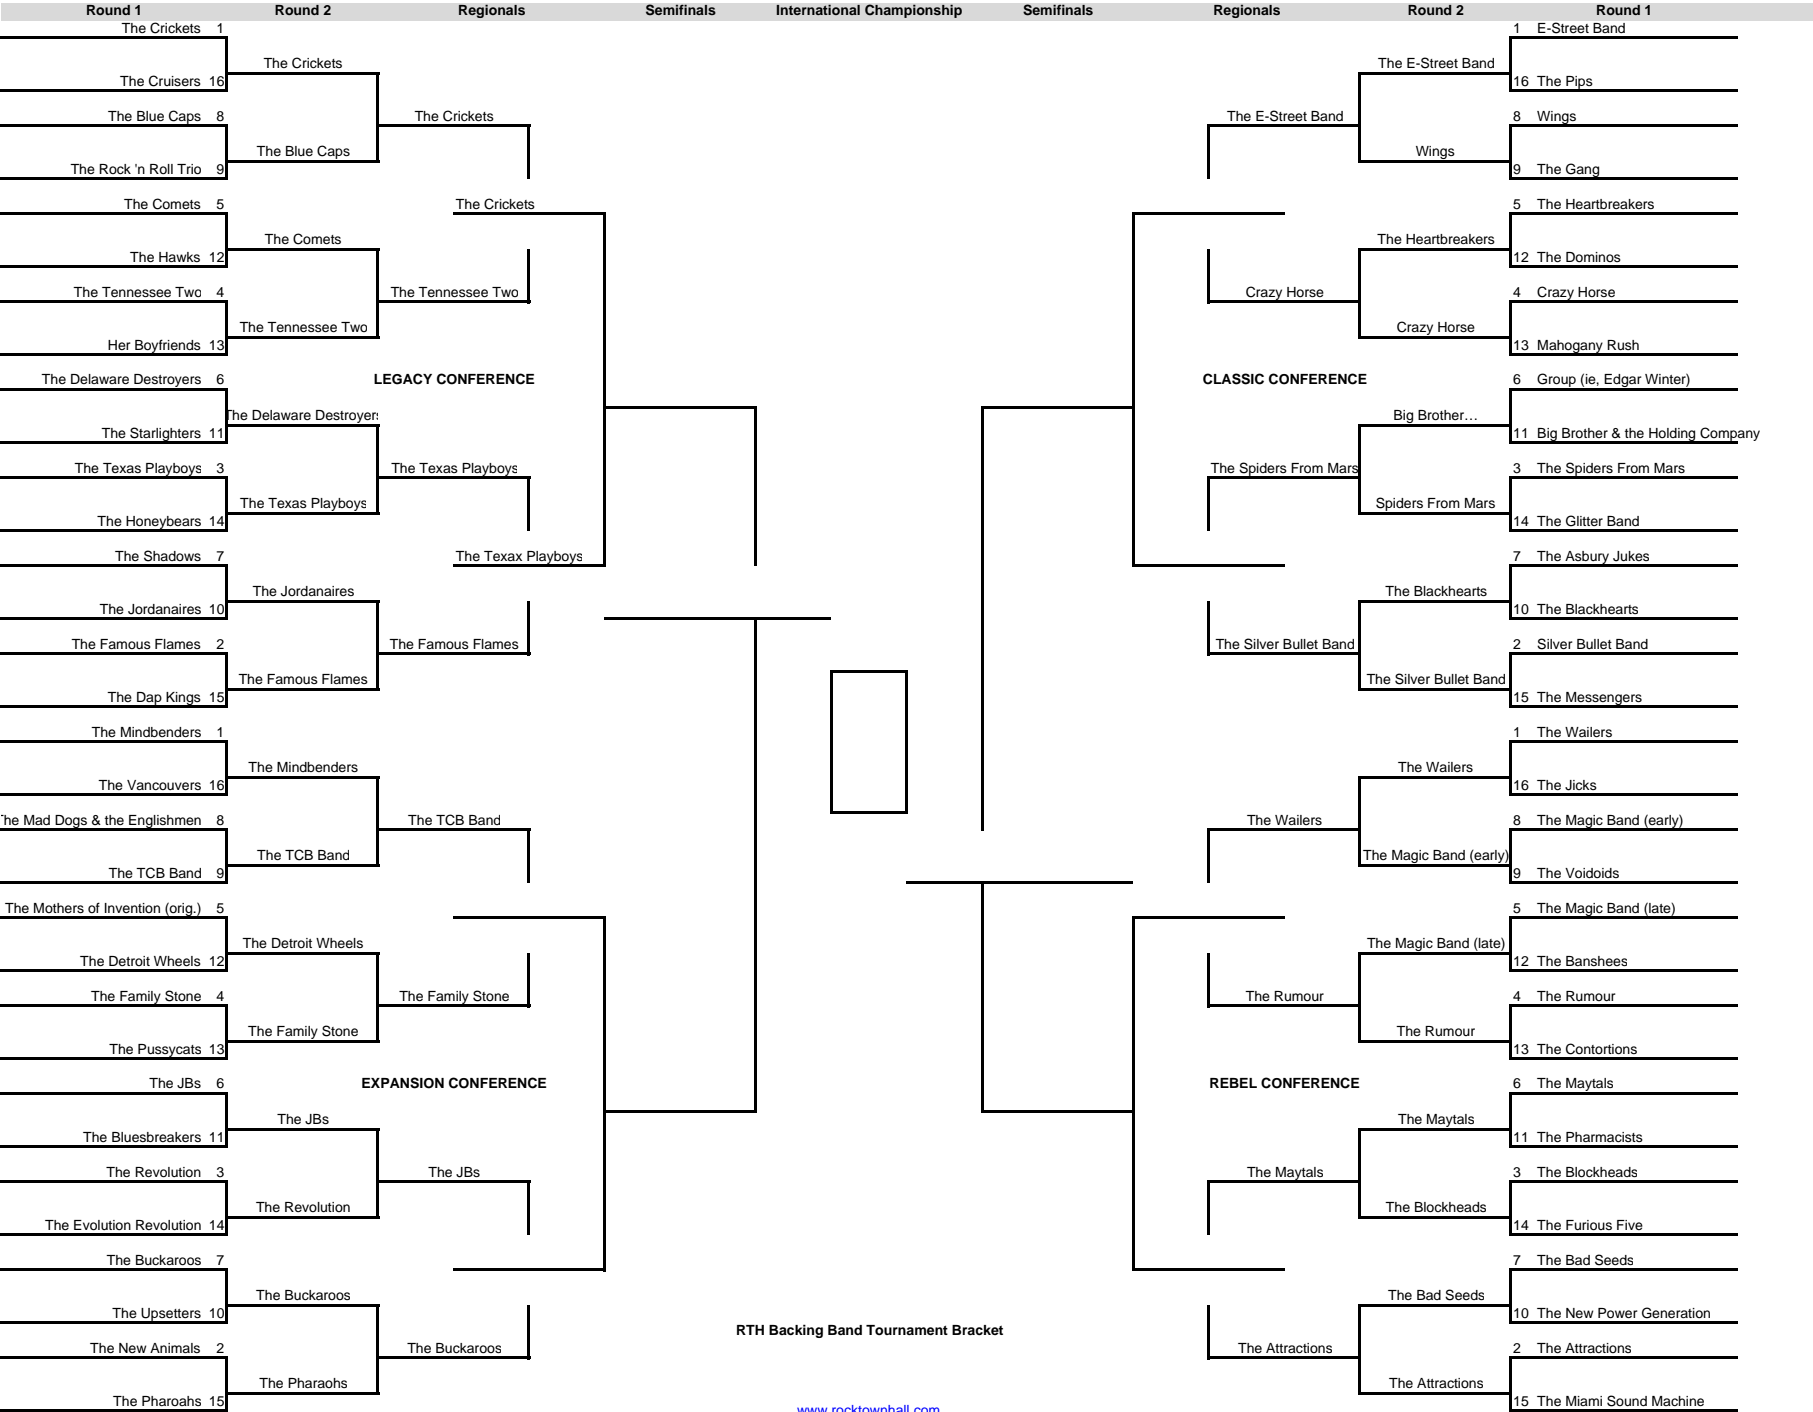 Round 1 Round 2 Regionals Semifinals International Championship Semifinals Regionals Round 2 Round 1
The Crickets 1 1 E-Street Band
The Crickets The E-Street Band
The Cruisers 16 16 The Pips
The Blue Caps 8 The Crickets The E-Street Band 8 Wings
The Blue Caps Wings
The Rock 'n Roll Trio 9 9 The Gang
The Comets 5 The Crickets 5 The Heartbreakers
The Comets The Heartbreakers
The Hawks 12 12 The Dominos
The Tennessee Two 4 The Tennessee Two Crazy Horse 4 Crazy Horse
The Tennessee Two Crazy Horse
Her Boyfriends 13 13 Mahogany Rush
The Delaware Destroyers 6 LEGACY CONFERENCE CLASSIC CONFERENCE 6 Group (ie, Edgar Winter)
The Delaware Destroyers Big Brother…
The Starlighters 11 11 Big Brother & the Holding Company
The Texas Playboys 3 The Texas Playboys The Spiders From Mars 3 The Spiders From Mars
The Texas Playboys Spiders From Mars
The Honeybears 14 14 The Glitter Band
The Shadows 7 The Texax Playboys 7 The Asbury Jukes
The Jordanaires The Blackhearts
The Jordanaires 10 10 The Blackhearts
The Famous Flames 2 The Famous Flames The Silver Bullet Band 2 Silver Bullet Band
The Famous Flames The Silver Bullet Band
The Dap Kings 15 15 The Messengers
The Mindbenders 1 1 The Wailers
The Mindbenders The Wailers
The Vancouvers 16 16 The Jicks
The Mad Dogs & the Englishmen 8 The TCB Band The Wailers 8 The Magic Band (early)
The TCB Band The Magic Band (early)
The TCB Band 9 9 The Voidoids
The Mothers of Invention (orig.) 5 5 The Magic Band (late)
The Detroit Wheels The Magic Band (late)
The Detroit Wheels 12 12 The Banshees
The Family Stone 4 The Family Stone The Rumour 4 The Rumour
The Family Stone The Rumour
The Pussycats 13 13 The Contortions
The JBs 6 EXPANSION CONFERENCE REBEL CONFERENCE 6 The Maytals
The JBs The Maytals
The Bluesbreakers 11 11 The Pharmacists
The Revolution 3 The JBs The Maytals 3 The Blockheads
The Revolution The Blockheads
The Evolution Revolution 14 14 The Furious Five
The Buckaroos 7 7 The Bad Seeds
The Buckaroos The Bad Seeds
The Upsetters 10 10 The New Power Generation
RTH Backing Band Tournament Bracket
The New Animals 2 The Buckaroos The Attractions 2 The Attractions
The Pharaohs The Attractions
The Pharoahs 15 15 The Miami Sound Machine
www.rocktownhall.com